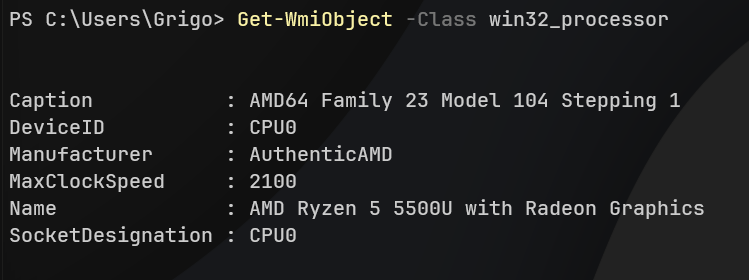 PS C:\Users\Grigo> Get-WmiObject -Class win32_processor
Caption : AMD64 Family 23 Model 104 Stepping 1
DeviceID : CPU0
Manufacturer : AuthenticAMD
MaxClockSpeed : 2100
Name : AMD Ryzen 5 5500U with Radeon Graphics
SocketDesignation : CPU0